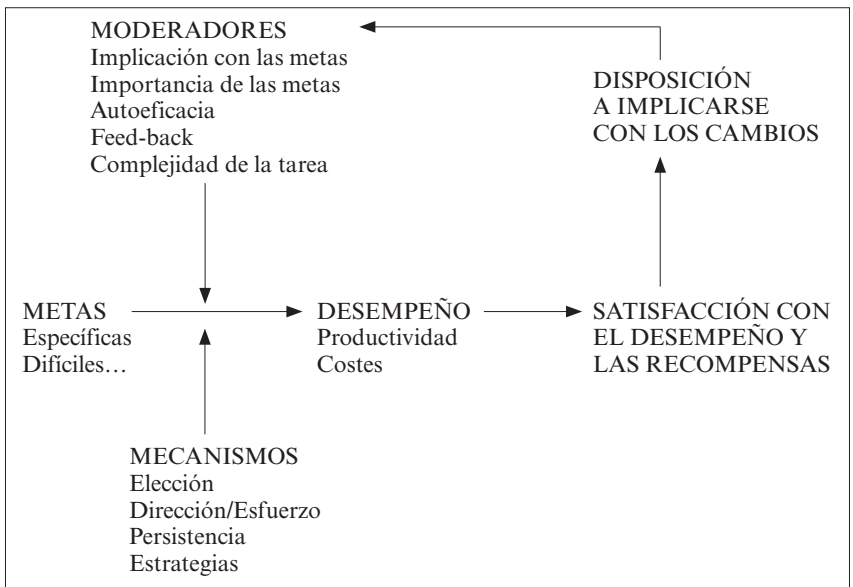 MODERADORES
Implicación con las metas
Importancia de las metas
Autoeficacia
Feed-back
Complejidad de la tarea
DISPOSICIÓN
A IMPLICARSE
CON LOS CAMBIOS
METAS
Específicas
Difíciles…
DESEMPEÑO
Productividad
Costes
SATISFACCIÓN CON
EL DESEMPEÑO Y
LAS RECOMPENSAS
MECANISMOS
Elección
Dirección/Esfuerzo
Persistencia
Estrategias